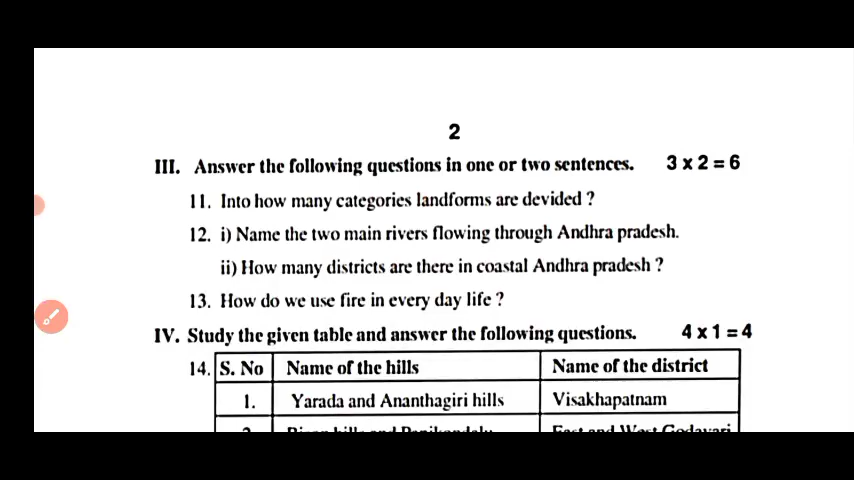 2
III. Answer the following questions in one or two sentences. 3 x 2 = 6
11. Into how many categories landforms are devided ?
12. i) Name the two main rivers flowing through Andhra pradesh.
ii) How many districts are there in coastal Andhra pradesh ?
13. How do we use fire in every day life ?
IV. Study the given table and answer the following questions. 4 x 1 = 4
14. S. No Name of the hills Name of the district
1. Yarada and Ananthagiri hills Visakhapatnam
East and West Godavari